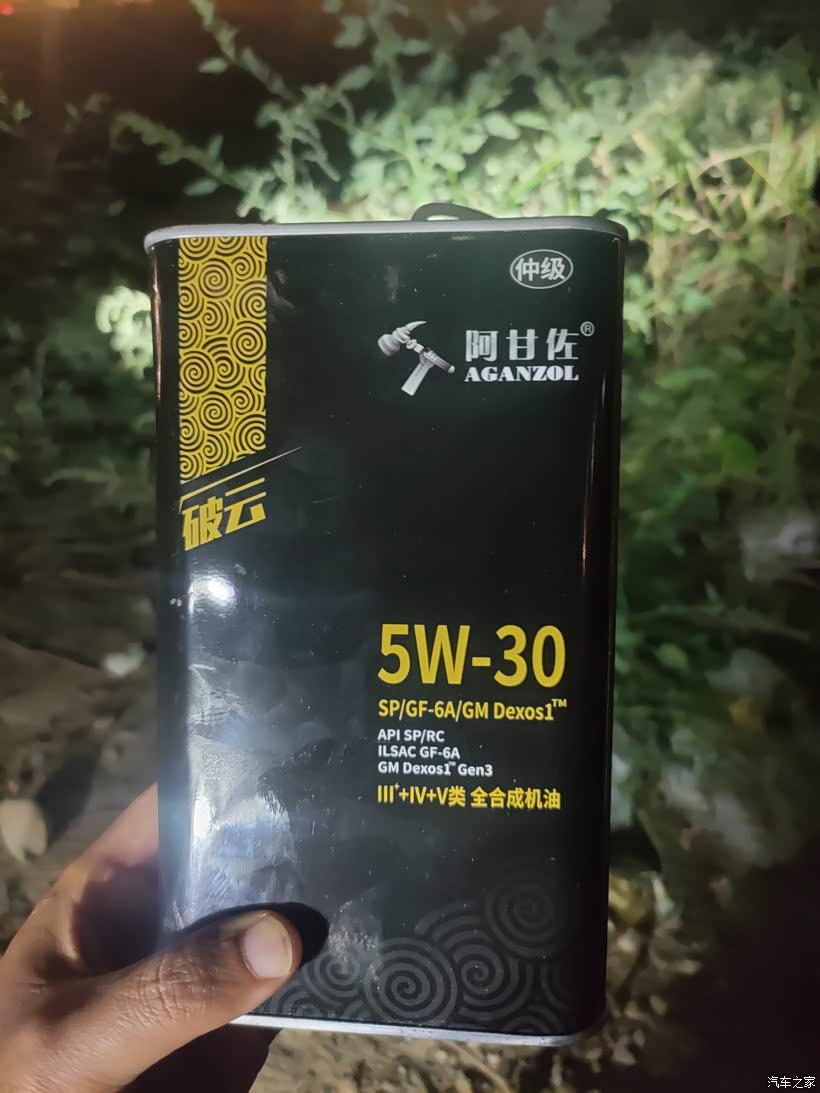 仲级
阿甘佐®
AGANZOL
破云
5W-30
SP/GF-6A/GM Dexos1™
API SP/RC
ILSAC GF-6A
GM Dexos1™ Gen3
III⁺+IV+V类 全合成机油
汽车之家